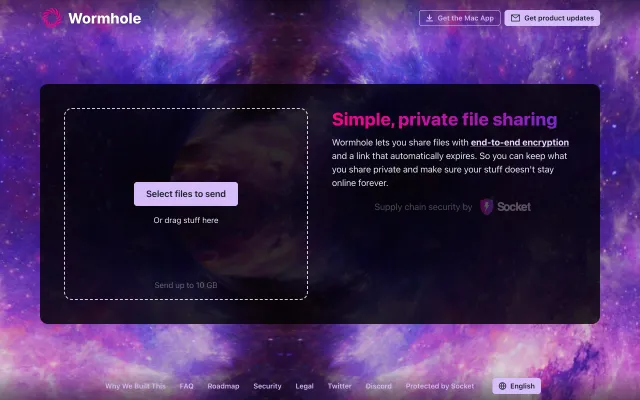 Wormhole
Get the Mac App
Get product updates
Select files to send
Or drag stuff here
Send up to 10 GB
Simple, private file sharing
Wormhole lets you share files with end-to-end encryption
and a link that automatically expires. So you can keep what
you share private and make sure your stuff doesn't stay
online forever.
Supply chain security by Socket
Why We Built This FAQ Roadmap Security Legal Twitter Discord Protected by Socket English